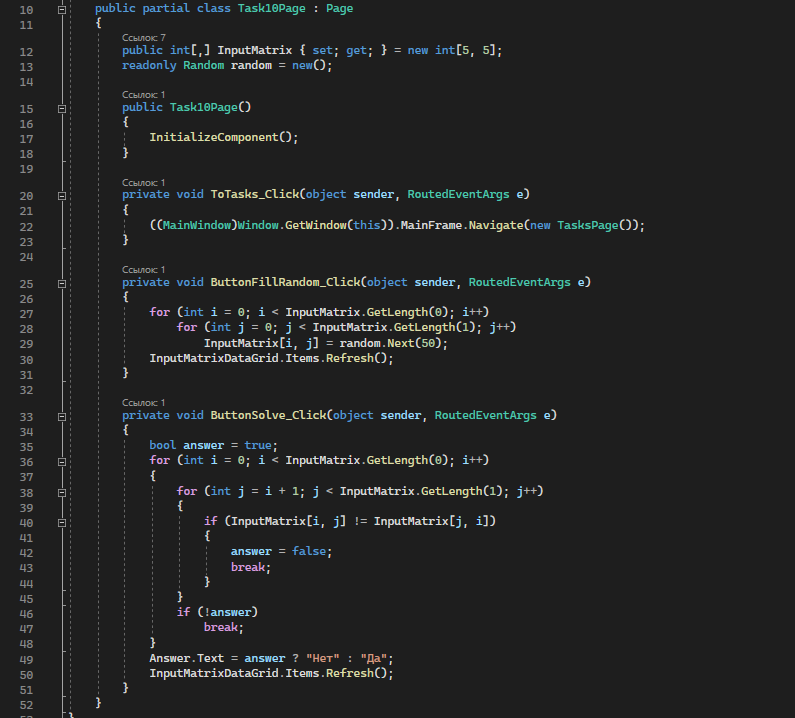 10 public partial class Task10Page : Page
11 {
Ссылок: 7
12 public int[,] InputMatrix { set; get; } = new int[5, 5];
13 readonly Random random = new();
14
Ссылок: 1
15 public Task10Page()
16 {
17 InitializeComponent();
18 }
19
Ссылок: 1
20 private void ToTasks_Click(object sender, RoutedEventArgs e)
21 {
22 ((MainWindow)Window.GetWindow(this)).MainFrame.Navigate(new TasksPage());
23 }
24
Ссылок: 1
25 private void ButtonFillRandom_Click(object sender, RoutedEventArgs e)
26 {
27 for (int i = 0; i < InputMatrix.GetLength(0); i++)
28 for (int j = 0; j < InputMatrix.GetLength(1); j++)
29 InputMatrix[i, j] = random.Next(50);
30 InputMatrixDataGrid.Items.Refresh();
31 }
32
Ссылок: 1
33 private void ButtonSolve_Click(object sender, RoutedEventArgs e)
34 {
35 bool answer = true;
36 for (int i = 0; i < InputMatrix.GetLength(0); i++)
37 {
38 for (int j = i + 1; j < InputMatrix.GetLength(1); j++)
39 {
40 if (InputMatrix[i, j] != InputMatrix[j, i])
41 {
42 answer = false;
43 break;
44 }
45 }
46 if (!answer)
47 break;
48 }
49 Answer.Text = answer ? "Нет" : "Да";
50 InputMatrixDataGrid.Items.Refresh();
51 }
52 }
}